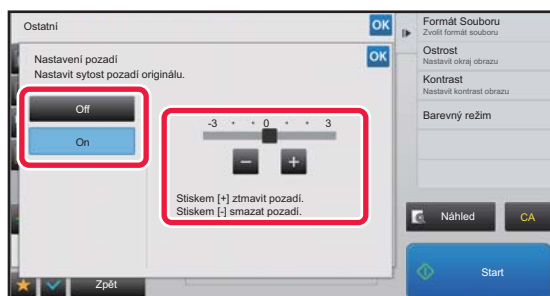 Ostatní
OK
Nastavení pozadí
OK
Nastavit sytost pozadí originálu.
Off
On
-3 0 3
− +
Stiskem [+] ztmavit pozadí.
Stiskem [-] smazat pozadí.
Zpět
Formát Souboru
Zvolit formát souboru
Ostrost
Nastavit okraj obrazu
Kontrast
Nastavit kontrast obrazu
Barevný režim
Náhled
CA
Start